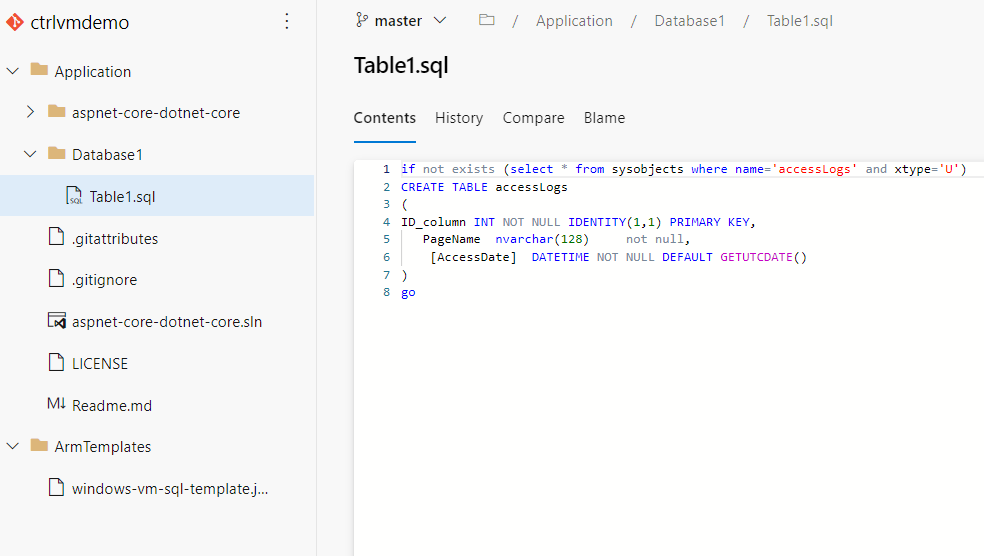 ctrlvmdemo
Application
aspnet-core-dotnet-core
Database1
Table1.sql
.gitattributes
.gitignore
aspnet-core-dotnet-core.sln
LICENSE
Readme.md
ArmTemplates
windows-vm-sql-template.j...
master / Application / Database1 / Table1.sql
Table1.sql
Contents History Compare Blame
1 if not exists (select * from sysobjects where name='accessLogs' and xtype='U')
2 CREATE TABLE accessLogs
3 (
4 ID_column INT NOT NULL IDENTITY(1,1) PRIMARY KEY,
5 PageName nvarchar(128) not null,
6 [AccessDate] DATETIME NOT NULL DEFAULT GETUTCDATE()
7 )
8 go